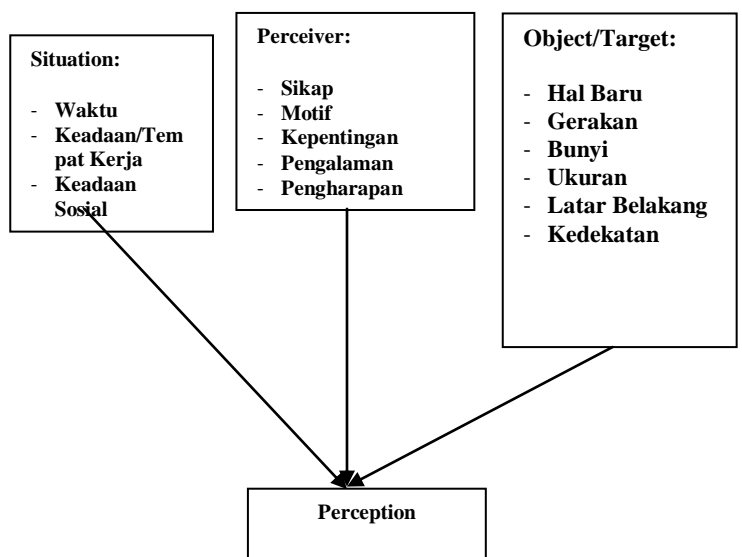 Situation:
- Waktu
- Keadaan/Tem
pat Kerja
- Keadaan
Sosial
Perceiver:
- Sikap
- Motif
- Kepentingan
- Pengalaman
- Pengharapan
Object/Target:
- Hal Baru
- Gerakan
- Bunyi
- Ukuran
- Latar Belakang
- Kedekatan
Perception